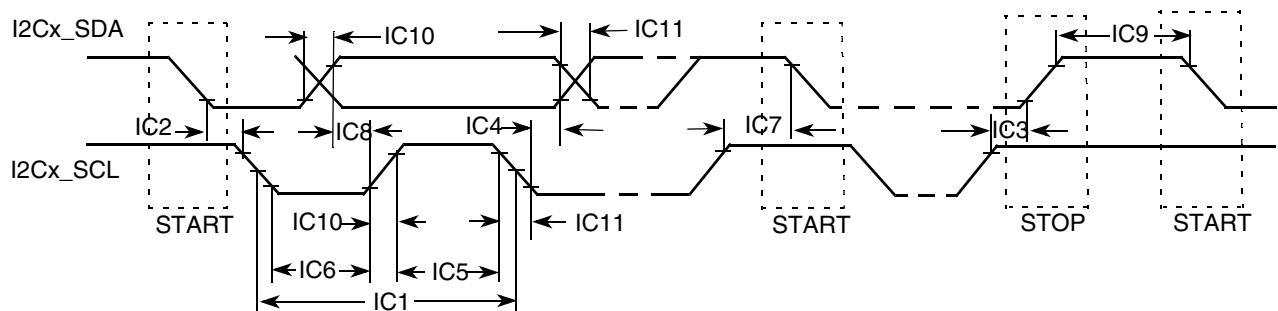 I2Cx_SDA
IC10
IC11
IC9
IC2
IC8
IC4
IC7
IC3
I2Cx_SCL
START
IC10
IC11
START
STOP
START
IC6
IC5
IC1